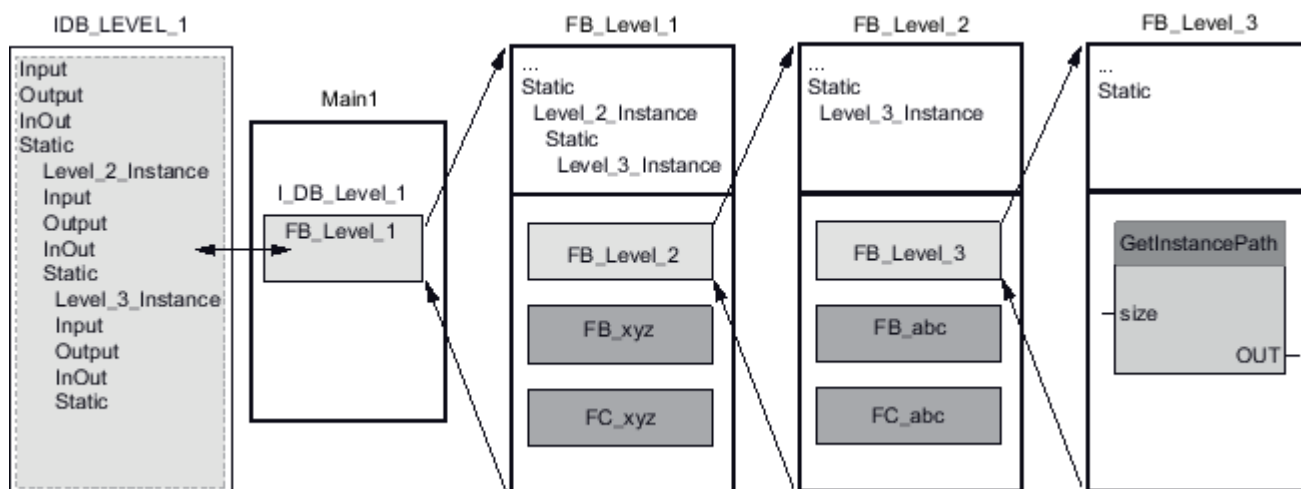 IDB_LEVEL_1
Input
Output
InOut
Static
Level_2_Instance
Input
Output
InOut
Static
Level_3_Instance
Input
Output
InOut
Static
Main1
I_DB_Level_1
FB_Level_1
FB_Level_1
...
Static
Level_2_Instance
Static
Level_3_Instance
FB_Level_2
FB_xyz
FC_xyz
FB_Level_2
...
Static
Level_3_Instance
FB_Level_3
FB_abc
FC_abc
FB_Level_3
...
Static
GetInstancePath
size
OUT